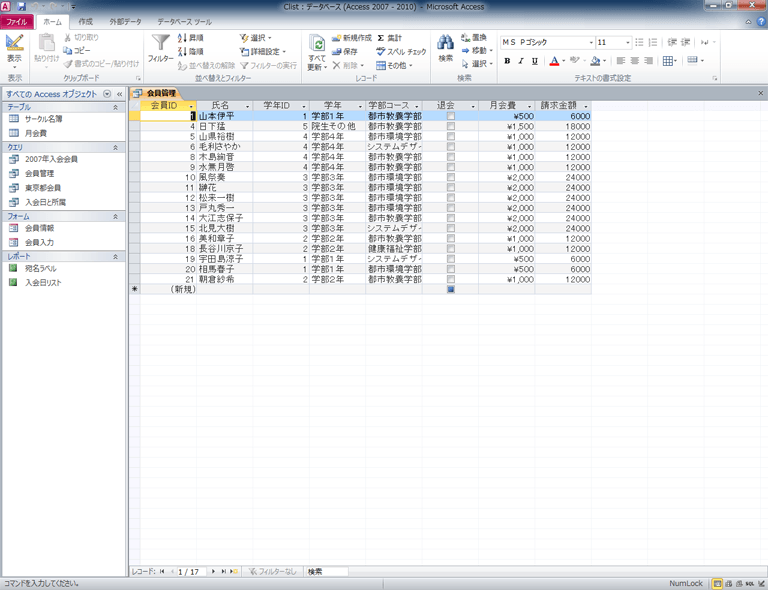 Clist : データベース (Access 2007 - 2010) - Microsoft Access
ファイル ホーム 作成 外部データ データベース ツール
表示 貼り付け 切り取り コピー 書式のコピー/貼り付け
フィルター 昇順 降順 並べ替えの解除 選択 詳細設定 フィルターの実行
すべて更新 新規作成 保存 削除 集計 スペル チェック その他
検索 置換 移動 選択
MS Pゴシック 11
B I U
表示 クリップボード 並べ替えとフィルター レコード 検索 テキストの書式設定
すべての Access オブジェクト
テーブル
サークル名簿
月会費
クエリ
2007年入会会員
会員管理
東京都会員
入会日と所属
フォーム
会員情報
会員入力
レポート
宛名ラベル
入会日リスト
会員管理
会員ID 氏名 学年ID 学年 学部コース 退会 月会費 請求金額
1 山本伊平 1 学部1年 都市教養学部 ¥500 6000
4 日下猛 5 院生その他 都市教養学部 ¥1,500 18000
5 山県裕樹 4 学部4年 都市環境学部 ¥1,000 12000
6 毛利さやか 4 学部4年 システムデザ ¥1,000 12000
8 木島絢音 4 学部4年 都市教養学部 ¥1,000 12000
9 水無月啓 4 学部4年 都市環境学部 ¥1,000 12000
10 風祭奏 3 学部3年 都市環境学部 ¥2,000 24000
11 榊花 3 学部3年 都市環境学部 ¥2,000 24000
12 松来一樹 3 学部3年 都市教養学部 ¥2,000 24000
13 戸丸秀一 3 学部3年 都市環境学部 ¥2,000 24000
14 大江志保子 3 学部3年 都市教養学部 ¥2,000 24000
15 北見大樹 3 学部3年 システムデザ ¥2,000 24000
16 美和章子 2 学部2年 都市教養学部 ¥1,000 12000
18 長谷川京子 2 学部2年 健康福祉学部 ¥1,000 12000
19 宇田島涼子 1 学部1年 システムデザ ¥500 6000
20 相馬春子 1 学部1年 都市環境学部 ¥500 6000
21 朝倉紗希 2 学部2年 都市教養学部 ¥1,000 12000
(新規)
レコード: 1 / 17 フィルターなし 検索
コマンドを入力してください。 NumLock